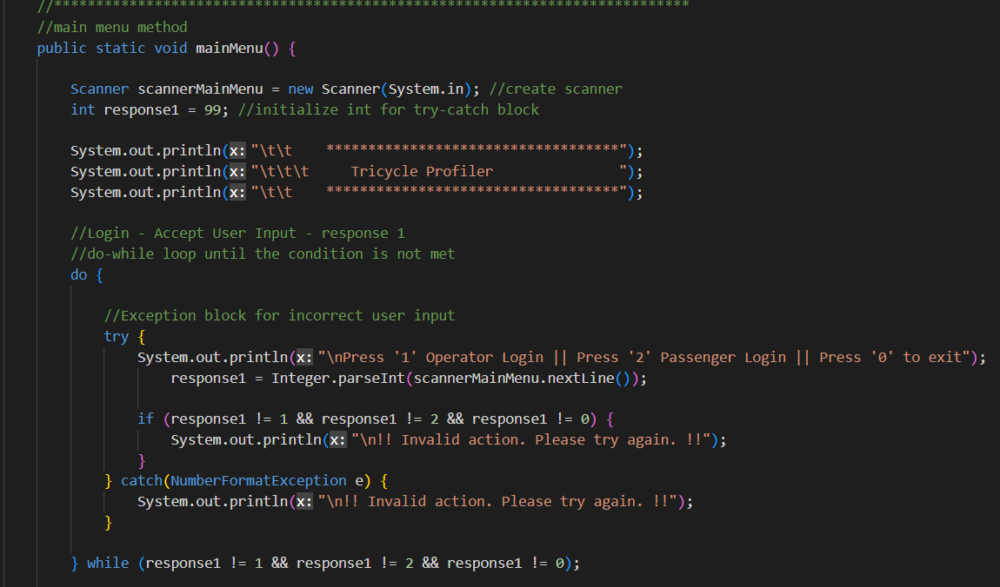 //****************************************************************************
//main menu method
public static void mainMenu() {
Scanner scannerMainMenu = new Scanner(System.in); //create scanner
int response1 = 99; //initialize int for try-catch block
System.out.println(x: "\t\t    ***********************************");
System.out.println(x: "\t\t\t     Tricycle Profiler               ");
System.out.println(x: "\t\t    ***********************************");
//Login - Accept User Input - response 1
//do-while loop until the condition is not met
do {
//Exception block for incorrect user input
try {
System.out.println(x: "\nPress '1' Operator Login || Press '2' Passenger Login || Press '0' to exit");
response1 = Integer.parseInt(scannerMainMenu.nextLine());
if (response1 != 1 && response1 != 2 && response1 != 0) {
System.out.println(x: "\n!! Invalid action. Please try again. !!");
}
} catch(NumberFormatException e) {
System.out.println(x: "\n!! Invalid action. Please try again. !!");
}
} while (response1 != 1 && response1 != 2 && response1 != 0);